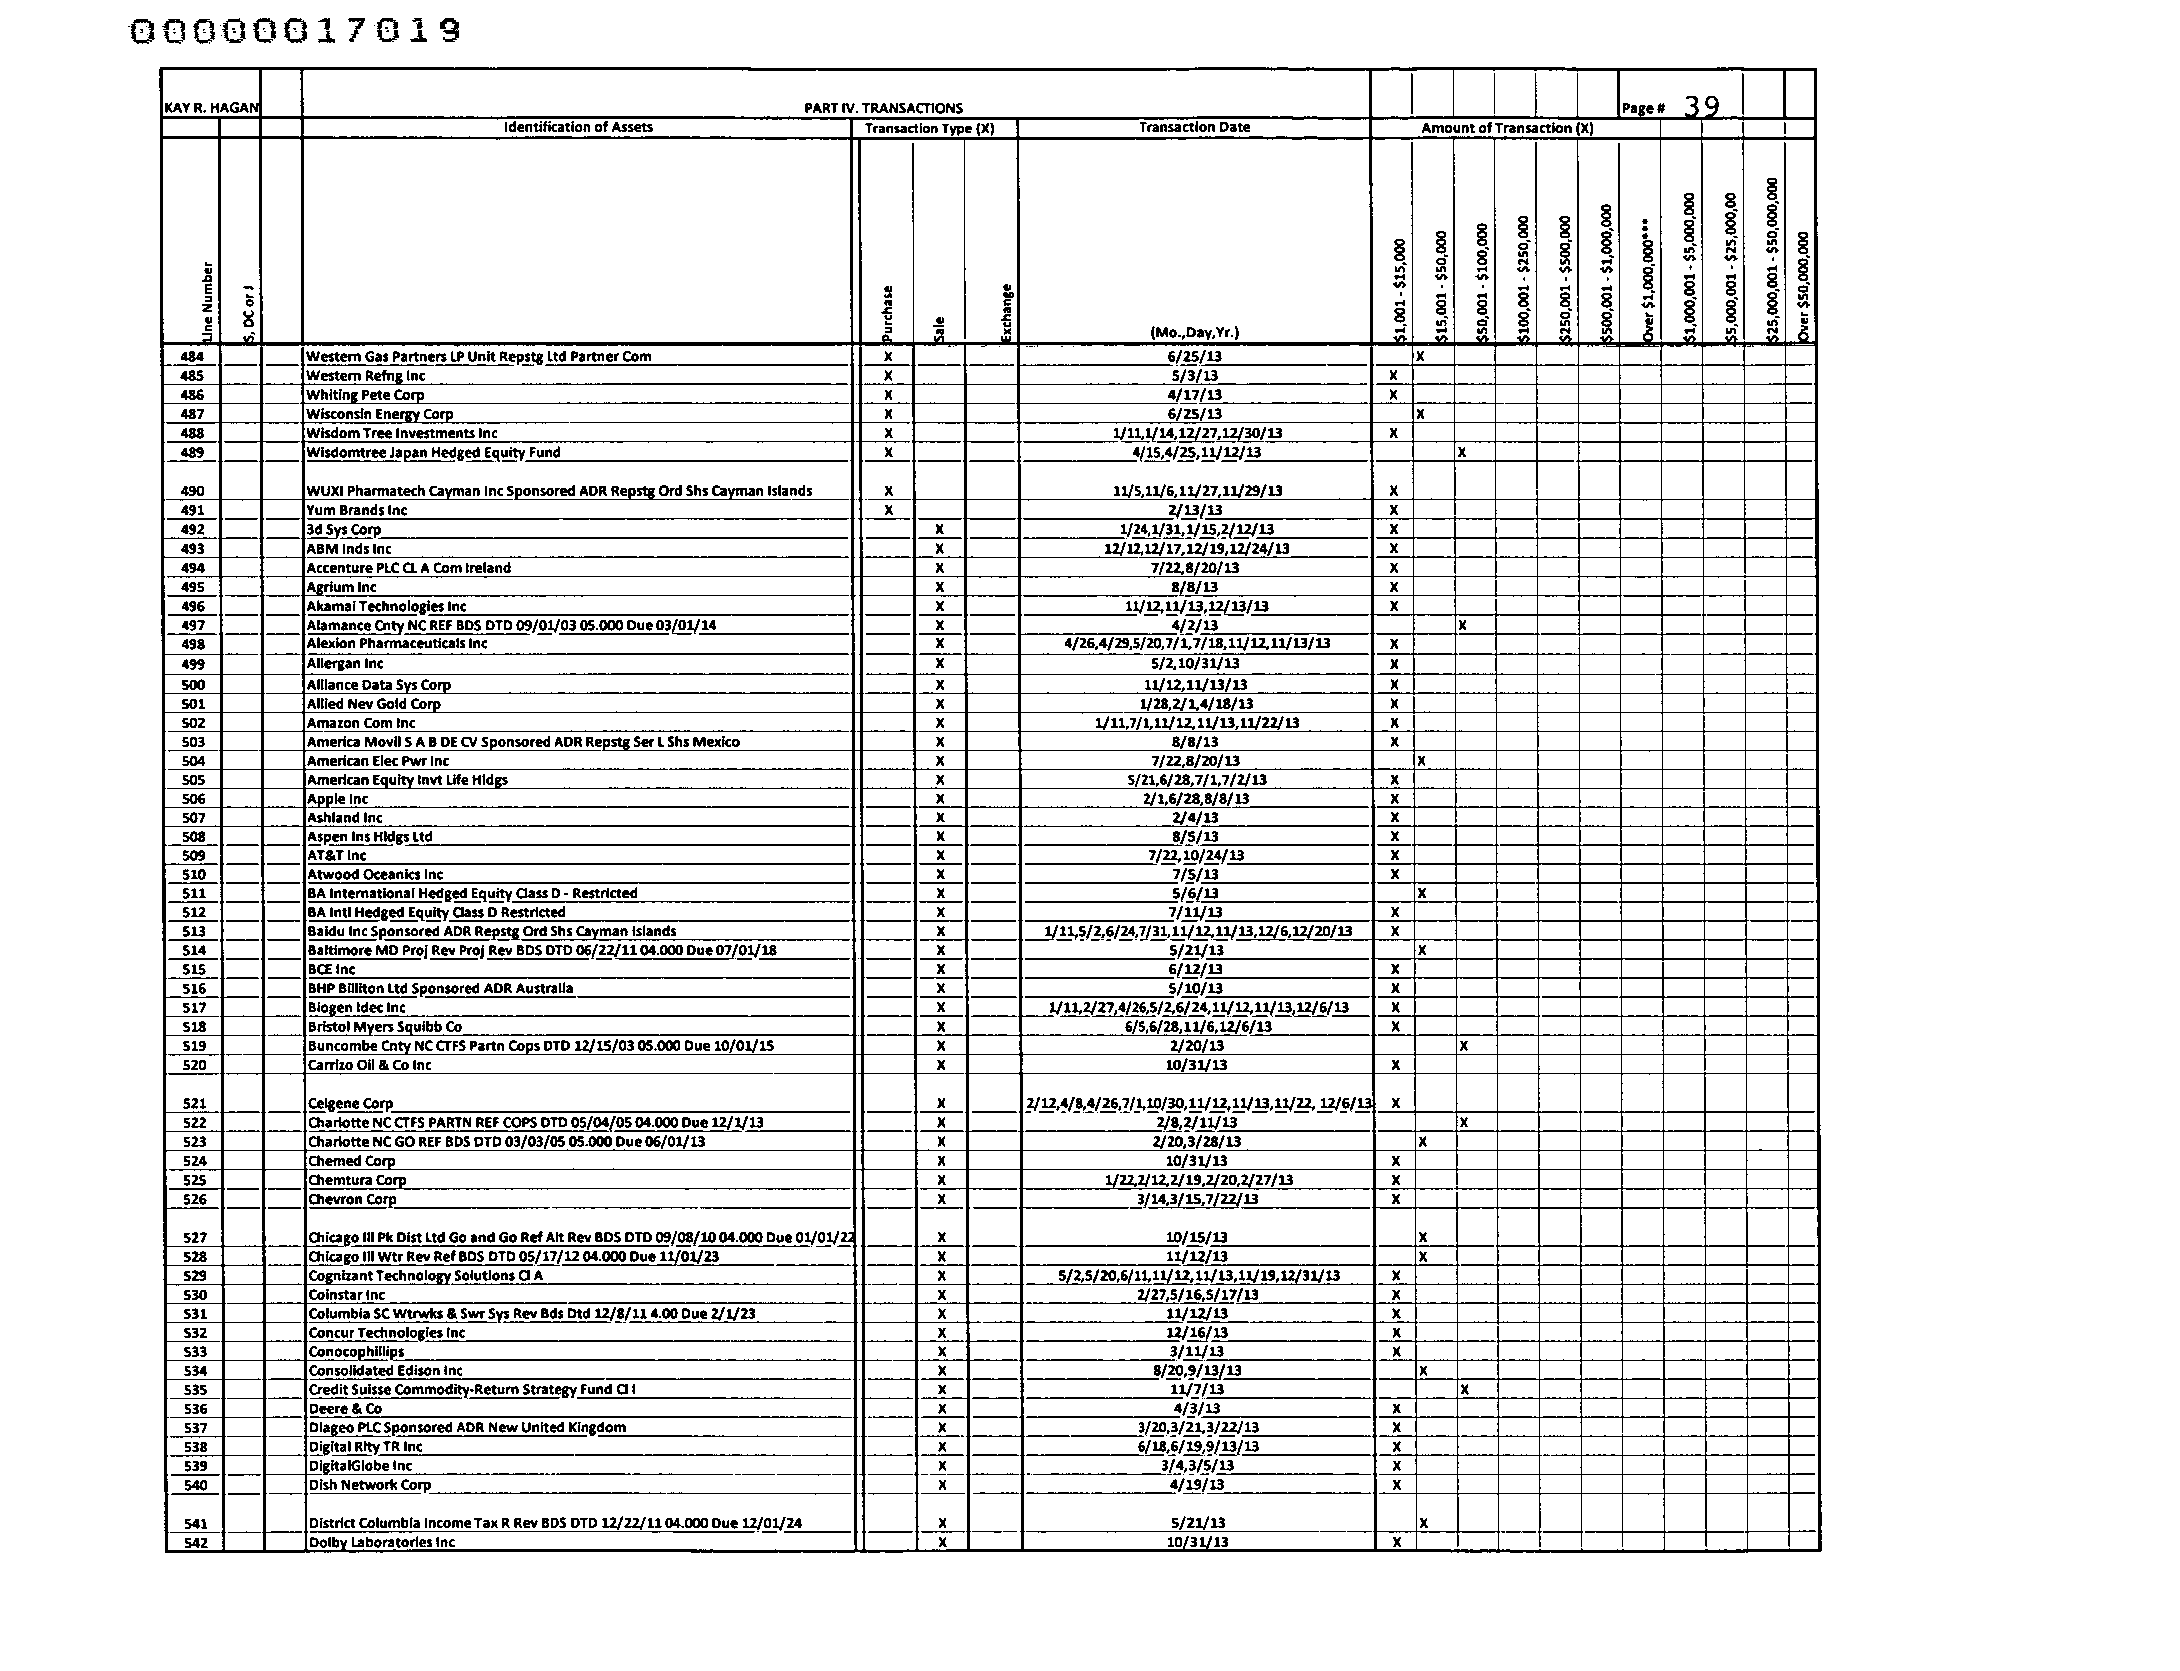 00000017019
KAY R. HAGAN PART IV. TRANSACTIONS Page # 39
Identification of Assets Transaction Type (X) Transaction Date Amount of Transaction (X)
Line Number S, DC or J Purchase Sale Exchange (Mo.,Day,Yr.) $1,001 - $15,000 $15,001 - $50,000 $50,001 - $100,000 $100,001 - $250,000 $250,001 - $500,000 $500,001 - $1,000,000 Over $1,000,000*** $1,000,001 - $5,000,000 $5,000,001 - $25,000,00 $25,000,001 - $50,000,000 Over $50,000,000
484 Western Gas Partners LP Unit Repstg Ltd Partner Com X 6/25/13 X
485 Western Refng Inc X 5/3/13 X
486 Whiting Pete Corp X 4/17/13 X
487 Wisconsin Energy Corp X 6/25/13 X
488 Wisdom Tree Investments Inc X 1/11,1/14,12/27,12/30/13 X
489 Wisdomtree Japan Hedged Equity Fund X 4/15,4/25,11/12/13 X
490 WUXI Pharmatech Cayman Inc Sponsored ADR Repstg Ord Shs Cayman Islands X 11/5,11/6,11/27,11/29/13 X
491 Yum Brands Inc X 2/13/13 X
492 3d Sys Corp X 1/24,1/31,1/15,2/12/13 X
493 ABM Inds Inc X 12/12,12/17,12/19,12/24/13 X
494 Accenture PLC CL A Com Ireland X 7/22,8/20/13 X
495 Agrium Inc X 8/8/13 X
496 Akamai Technologies Inc X 11/12,11/13,12/13/13 X
497 Alamance Cnty NC REF BDS DTD 09/01/03 05.000 Due 03/01/14 X 4/2/13 X
498 Alexion Pharmaceuticals Inc X 4/26,4/29,5/20,7/1,7/18,11/12,11/13/13 X
499 Allergan Inc X 5/2,10/31/13 X
500 Alliance Data Sys Corp X 11/12,11/13/13 X
501 Allied Nev Gold Corp X 1/28,2/1,4/18/13 X
502 Amazon Com Inc X 1/11,7/1,11/12,11/13,11/22/13 X
503 America Movil S A B DE CV Sponsored ADR Repstg Ser L Shs Mexico X 8/8/13 X
504 American Elec Pwr Inc X 7/22,8/20/13 X
505 American Equity Invt Life Hldgs X 5/21,6/28,7/1,7/2/13 X
506 Apple Inc X 2/1,6/28,8/8/13 X
507 Ashland Inc X 2/4/13 X
508 Aspen Ins Hldgs Ltd X 8/5/13 X
509 AT&T Inc X 7/22,10/24/13 X
510 Atwood Oceanics Inc X 7/5/13 X
511 BA International Hedged Equity Class D - Restricted X 5/6/13 X
512 BA Intl Hedged Equity Class D Restricted X 7/11/13 X
513 Baidu Inc Sponsored ADR Repstg Ord Shs Cayman Islands X 1/11,5/2,6/24,7/31,11/12,11/13,12/6,12/20/13 X
514 Baltimore MD Proj Rev Proj Rev BDS DTD 06/22/11 04.000 Due 07/01/18 X 5/21/13 X
515 BCE Inc X 6/12/13 X
516 BHP Billiton Ltd Sponsored ADR Australia X 5/10/13 X
517 Biogen Idec Inc X 1/11,2/27,4/26,5/2,6/24,11/12,11/13,12/6/13 X
518 Bristol Myers Squibb Co X 6/5,6/28,11/6,12/6/13 X
519 Buncombe Cnty NC CTFS Partn Cops DTD 12/15/03 05.000 Due 10/01/15 X 2/20/13 X
520 Carrizo Oil & Co Inc X 10/31/13 X
521 Celgene Corp X 2/12,4/8,4/26,7/1,10/30,11/12,11/13,11/22, 12/6/13 X
522 Charlotte NC CTFS PARTN REF COPS DTD 05/04/05 04.000 Due 12/1/13 X 2/8,2/11/13 X
523 Charlotte NC GO REF BDS DTD 03/03/05 05.000 Due 06/01/13 X 2/20,3/28/13 X
524 Chemed Corp X 10/31/13 X
525 Chemtura Corp X 1/22,2/12,2/19,2/20,2/27/13 X
526 Chevron Corp X 3/14,3/15,7/22/13 X
527 Chicago Ill Pk Dist Ltd Go and Go Ref Alt Rev BDS DTD 09/08/10 04.000 Due 01/01/22 X 10/15/13 X
528 Chicago Ill Wtr Rev Ref BDS DTD 05/17/12 04.000 Due 11/01/23 X 11/12/13 X
529 Cognizant Technology Solutions Cl A X 5/2,5/20,6/11,11/12,11/13,11/19,12/31/13 X
530 Coinstar Inc X 2/27,5/16,5/17/13 X
531 Columbia SC Wtrwks & Swr Sys Rev Bds Dtd 12/8/11 4.00 Due 2/1/23 X 11/12/13 X
532 Concur Technologies Inc X 12/16/13 X
533 Conocophillips X 3/11/13 X
534 Consolidated Edison Inc X 8/20,9/13/13 X
535 Credit Suisse Commodity-Return Strategy Fund Cl I X 11/7/13 X
536 Deere & Co X 4/3/13 X
537 Diageo PLC Sponsored ADR New United Kingdom X 3/20,3/21,3/22/13 X
538 Digital Rlty TR Inc X 6/18,6/19,9/13/13 X
539 DigitalGlobe Inc X 3/4,3/5/13 X
540 Dish Network Corp X 4/19/13 X
541 District Columbia Income Tax R Rev BDS DTD 12/22/11 04.000 Due 12/01/24 X 5/21/13 X
542 Dolby Laboratories Inc X 10/31/13 X